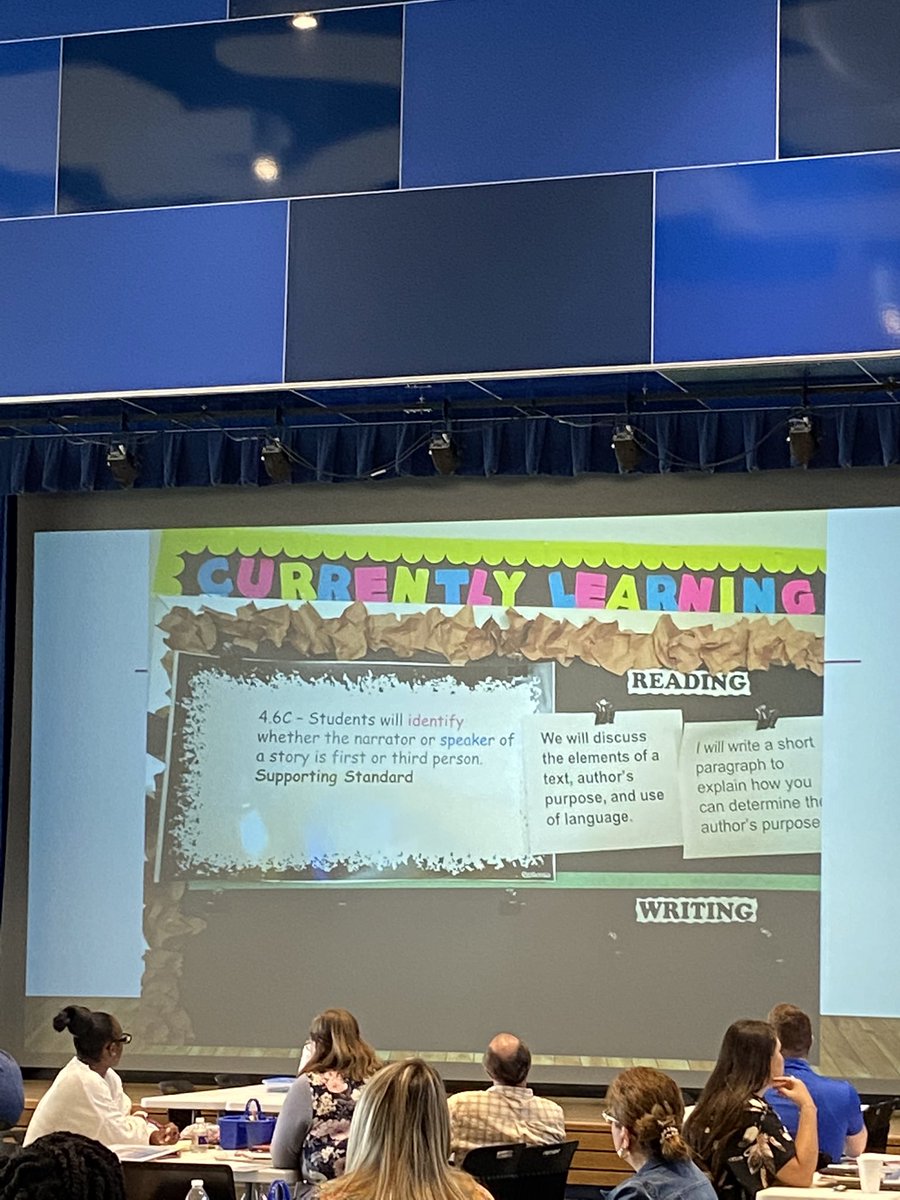 CURRENTLY LEARNING
READING
4.6C – Students will identify
whether the narrator or speaker of
a story is first or third person.
Supporting Standard
We will discuss
the elements of a
text, author's
purpose, and use
of language.
I will write a short
paragraph to
explain how you
can determine the
author's purpose
WRITING